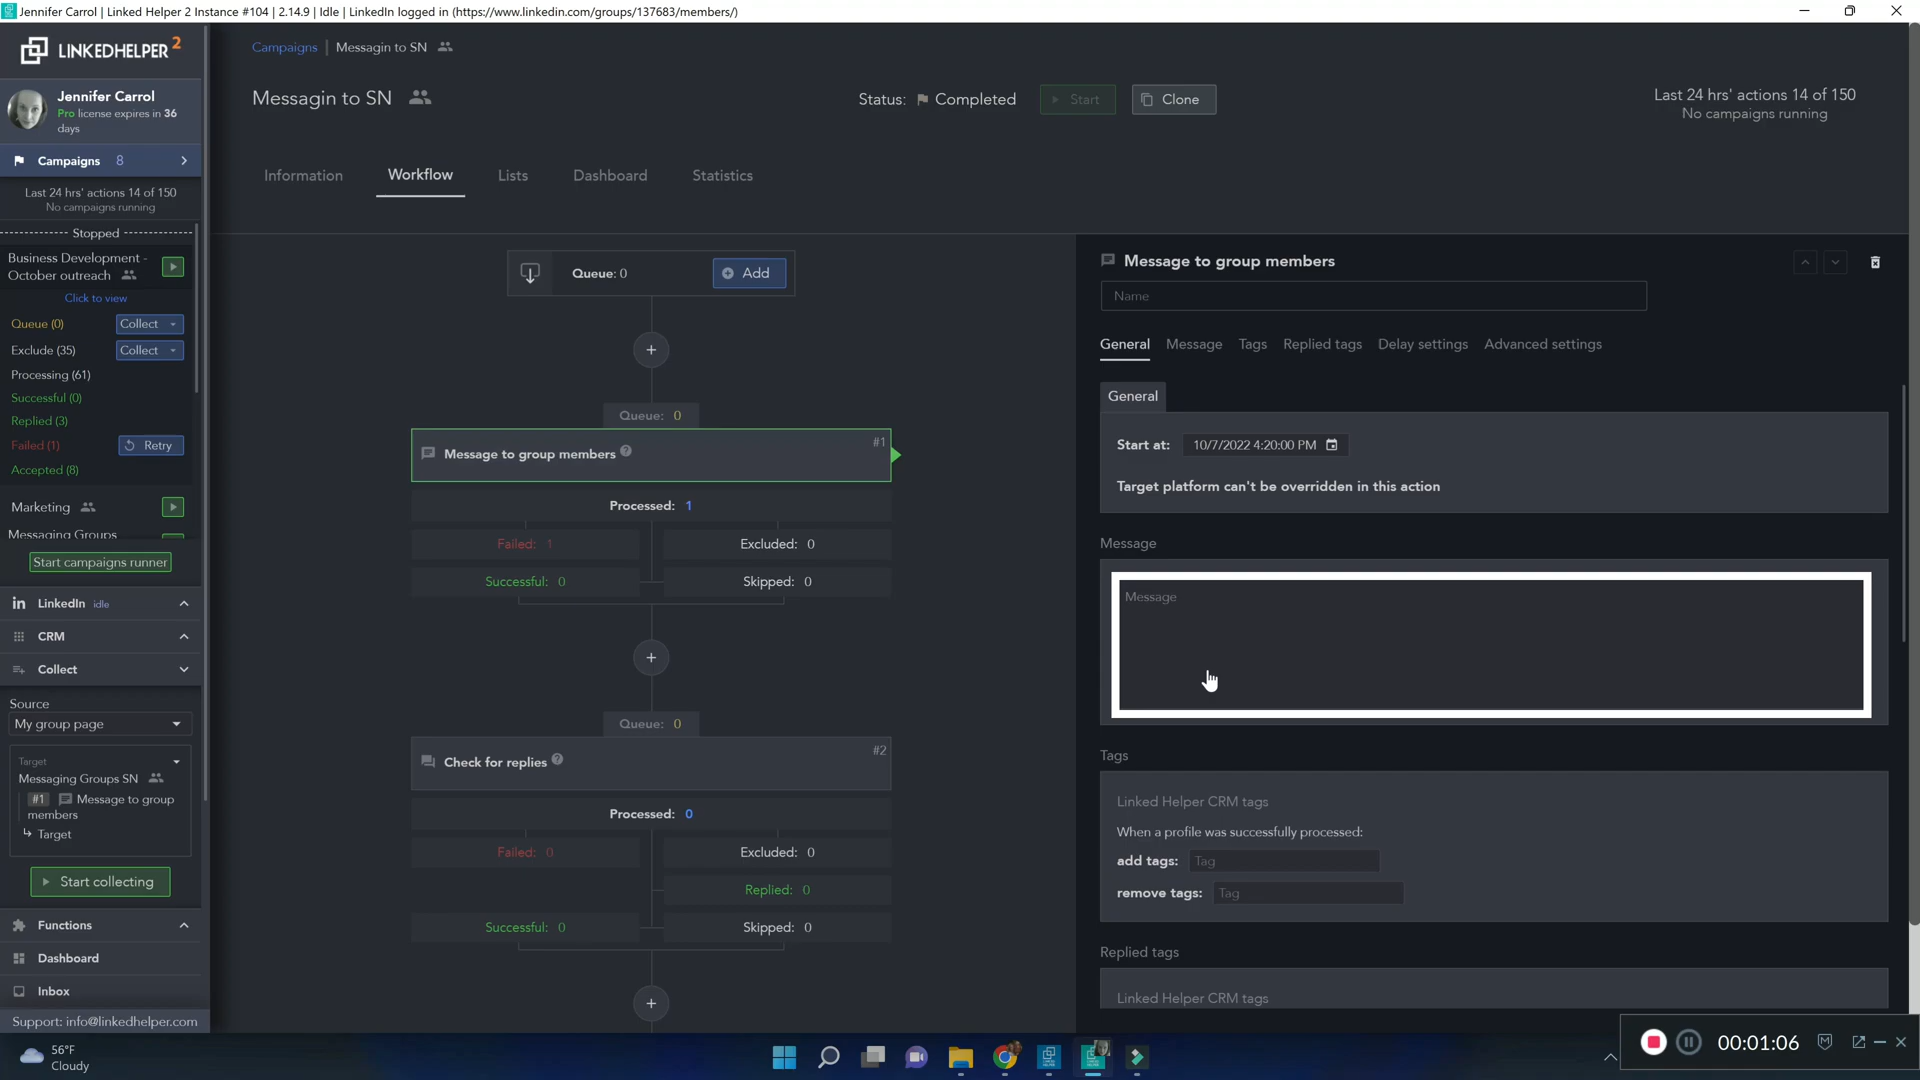 Jennifer Carrol | Linked Helper 2 Instance #104 | 2.14.9 | Idle | LinkedIn logged in (https://www.linkedin.com/groups/137683/members/)
LINKEDHELPER 2
Campaigns | Messagin to SN
Jennifer Carrol
Pro license expires in 36
days
Messagin to SN
Status: Completed
Start
Clone
Last 24 hrs' actions 14 of 150
No campaigns running
Campaigns 8
Last 24 hrs' actions 14 of 150
No campaigns running
Stopped
Business Development -
October outreach
Click to view
Queue (0)
Collect
Exclude (35)
Collect
Processing (61)
Successful (0)
Replied (3)
Failed (1)
Retry
Accepted (8)
Marketing
Messaging Groups
Start campaigns runner
LinkedIn idle
CRM
Collect
Source
My group page
Target
Messaging Groups SN
#1 Message to group
members
Target
Start collecting
Functions
Dashboard
Inbox
Support: info@linkedhelper.com
Information
Workflow
Lists
Dashboard
Statistics
Queue: 0
Add
Queue: 0
#1
Message to group members
Processed: 1
Failed: 1
Excluded: 0
Successful: 0
Skipped: 0
Queue: 0
#2
Check for replies
Processed: 0
Failed: 0
Excluded: 0
Replied: 0
Successful: 0
Skipped: 0
Message to group members
Name
General
Message
Tags
Replied tags
Delay settings
Advanced settings
General
Start at: 10/7/2022 4:20:00 PM
Target platform can't be overridden in this action
Message
Message
Tags
Linked Helper CRM tags
When a profile was successfully processed:
add tags: Tag
remove tags: Tag
Replied tags
Linked Helper CRM tags
56°F
Cloudy
00:01:06